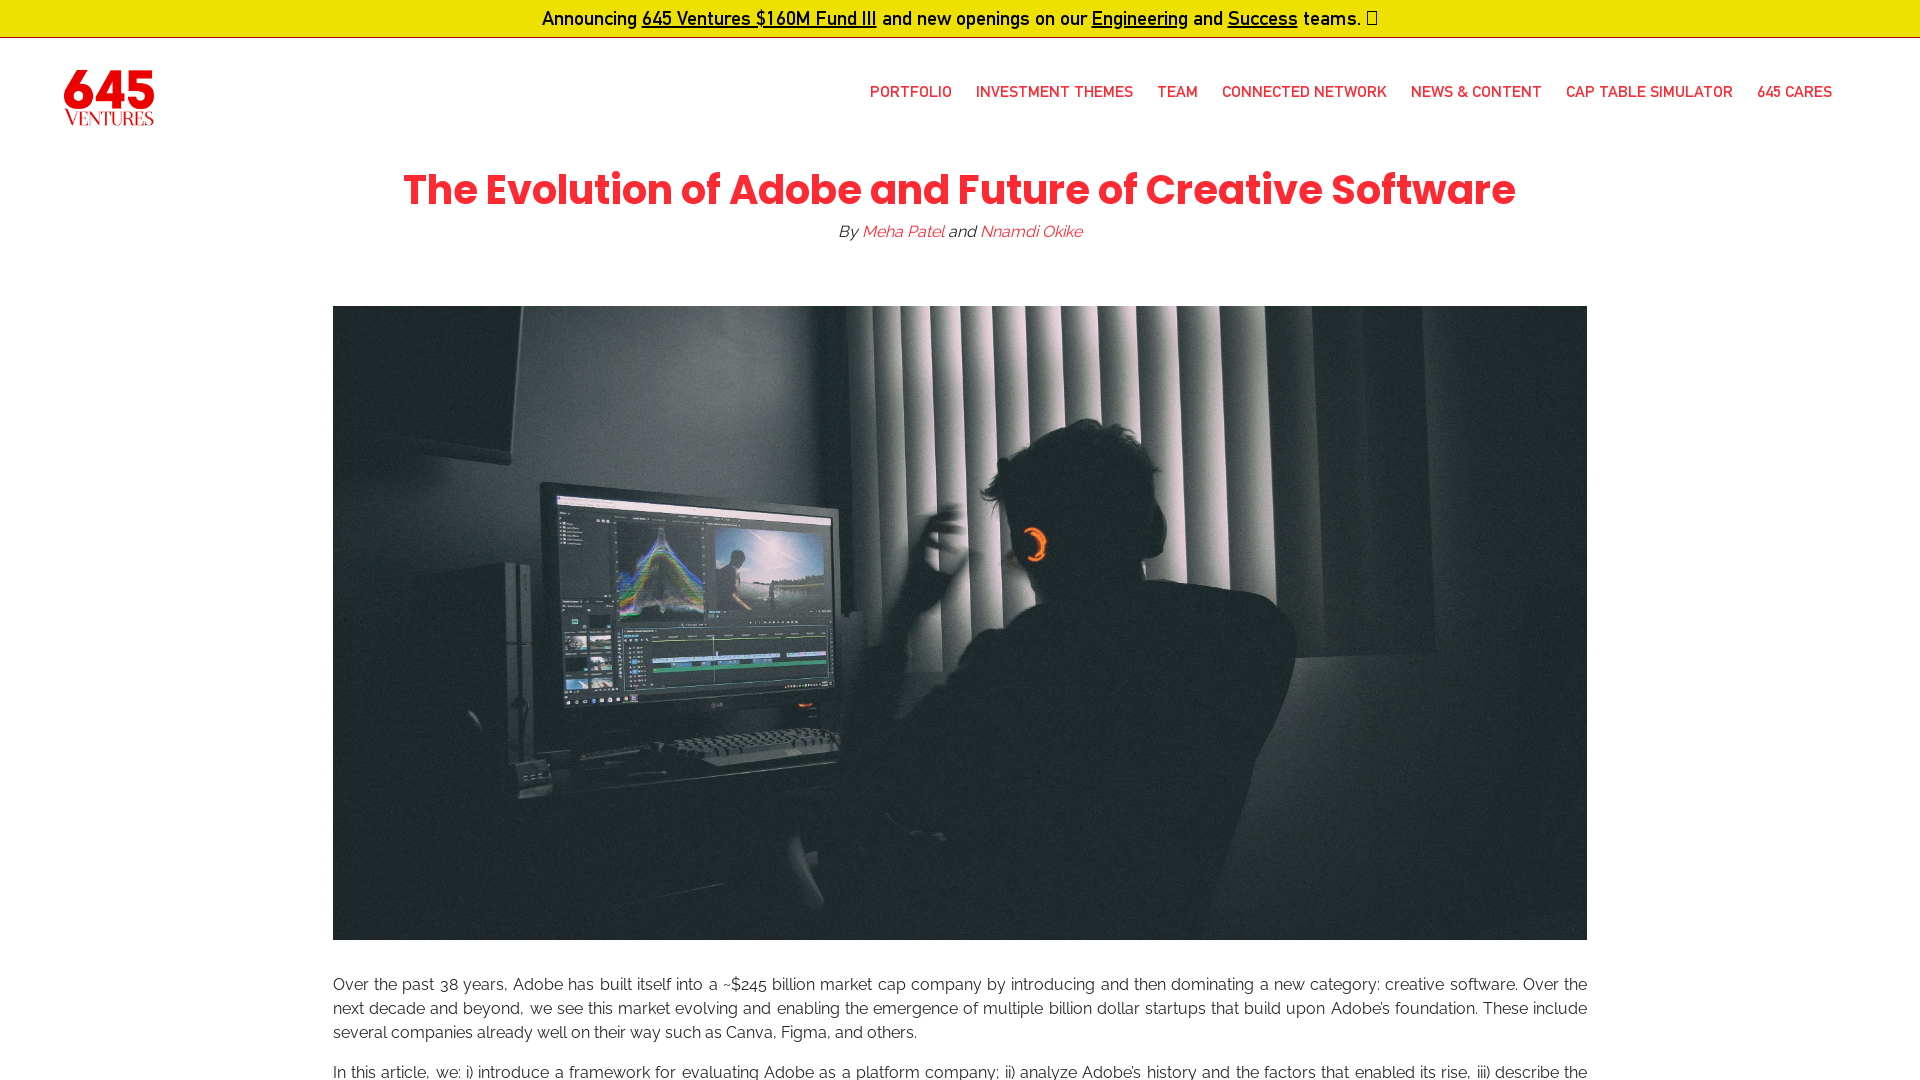 Announcing 645 Ventures $160M Fund III and new openings on our Engineering and Success teams.
645
VENTURES
PORTFOLIO INVESTMENT THEMES TEAM CONNECTED NETWORK NEWS & CONTENT CAP TABLE SIMULATOR 645 CARES
The Evolution of Adobe and Future of Creative Software
By Meha Patel and Nnamdi Okike
Over the past 38 years, Adobe has built itself into a ~$245 billion market cap company by introducing and then dominating a new category: creative software. Over the
next decade and beyond, we see this market evolving and enabling the emergence of multiple billion dollar startups that build upon Adobe's foundation. These include
several companies already well on their way such as Canva, Figma, and others.
In this article, we: i) introduce a framework for evaluating Adobe as a platform company; ii) analyze Adobe's history and the factors that enabled its rise, iii) describe the